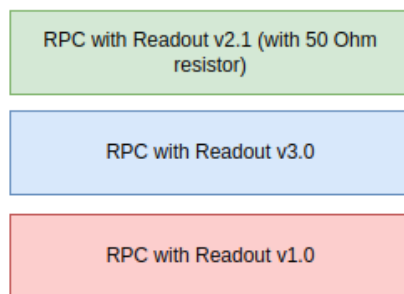 RPC with Readout v2.1 (with 50 Ohm
resistor)
RPC with Readout v3.0
RPC with Readout v1.0